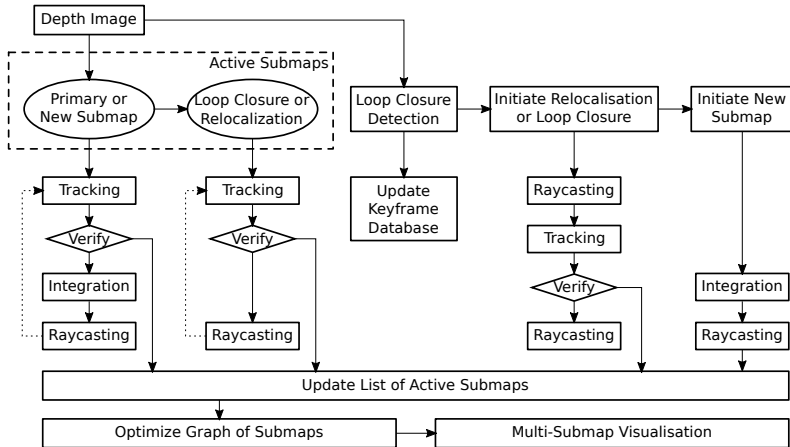 Depth Image
Active Submaps
Primary or
New Submap
Loop Closure or
Relocalization
Loop Closure
Detection
Initiate Relocalisation
or Loop Closure
Initiate New
Submap
Tracking
Verify
Integration
Raycasting
Tracking
Verify
Raycasting
Update
Keyframe
Database
Raycasting
Tracking
Verify
Raycasting
Integration
Raycasting
Update List of Active Submaps
Optimize Graph of Submaps
Multi-Submap Visualisation